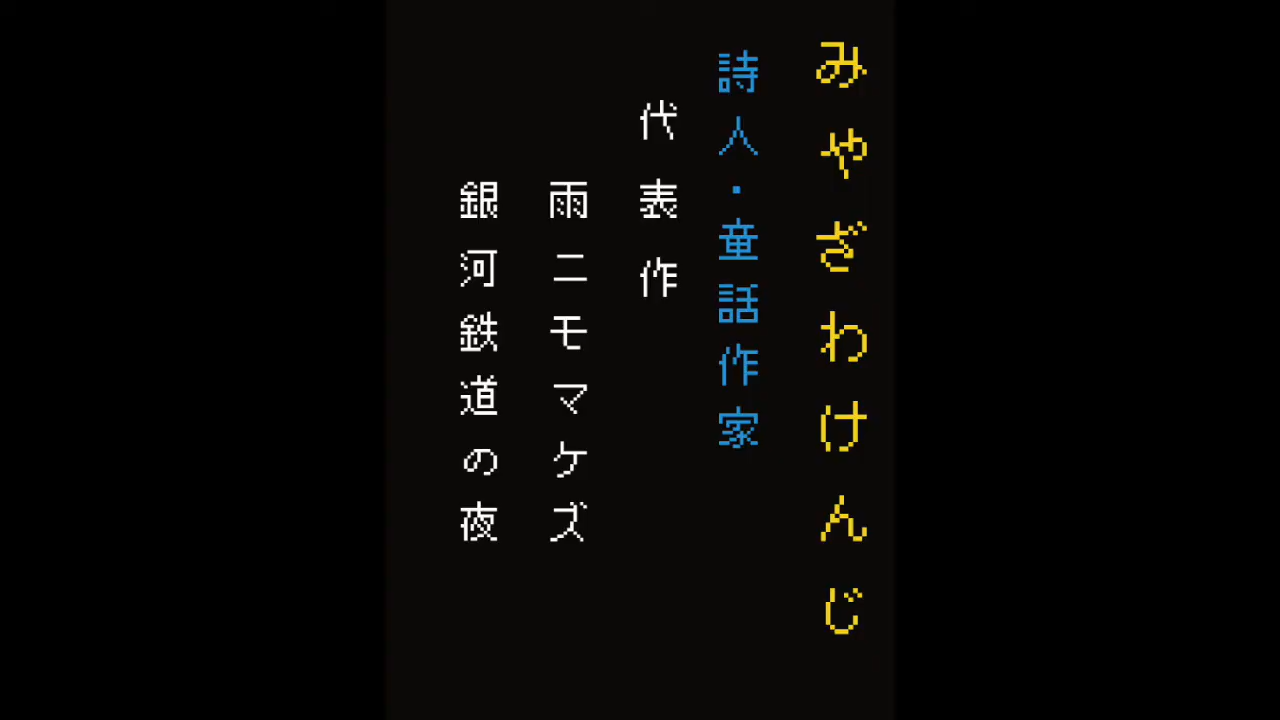 みやざわけんじ
詩人・童話作家
代表作
雨ニモマケズ
銀河鉄道の夜